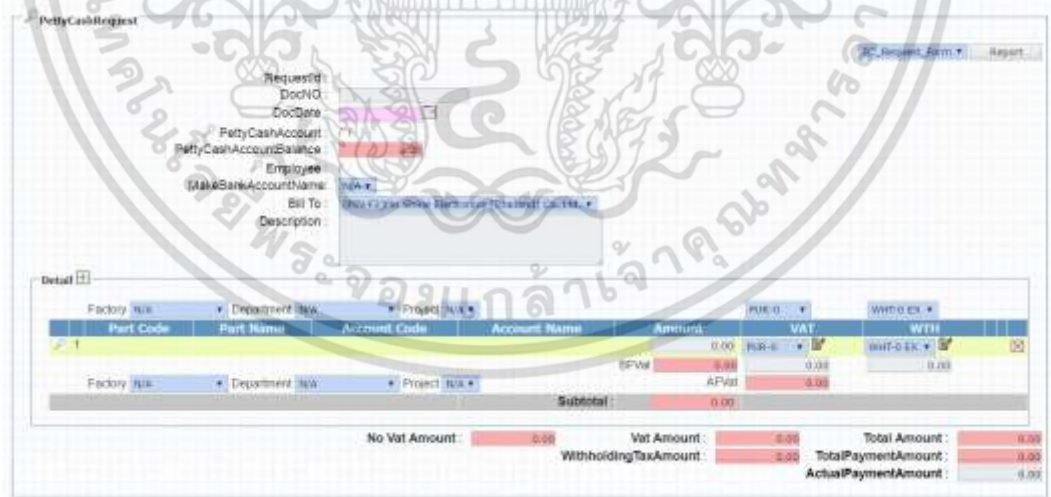 PettyCashRequest
PC_Request_Form Report
RequestId :
DocNO :
DocDate :
PettyCashAccount :
PettyCashAccountBalance : 0.00
Employee :
MakeBankAccountName: N/A
Bill To :
Description :
Detail
Factory N/A Department N/A Project N/A PUR-0 WHT-0 EX
Part Code Part Name Account Code Account Name Amount VAT WTH
1 0.00 PUR-0 WHT-0 EX
BFVat 0.00 0.00 0.00
Factory N/A Department N/A Project N/A AFVat 0.00
Subtotal : 0.00
No Vat Amount : 0.00 Vat Amount : 0.00 Total Amount : 0.00
WithholdingTaxAmount : 0.00 TotalPaymentAmount : 0.00
ActualPaymentAmount : 0.00